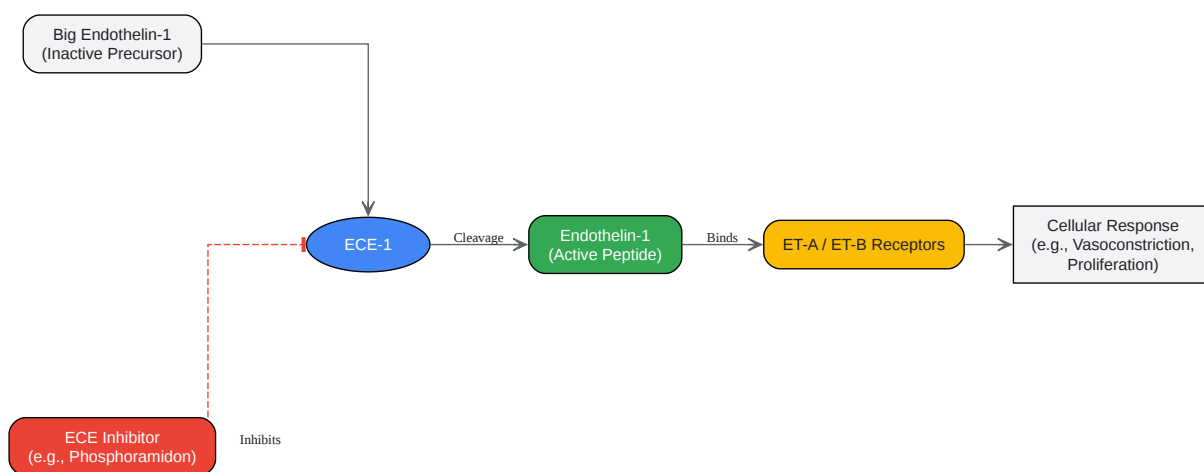 Big Endothelin-1
(Inactive Precursor)
ECE-1
Cleavage
Endothelin-1
(Active Peptide)
Binds
ET-A / ET-B Receptors
Cellular Response
(e.g., Vasoconstriction,
Proliferation)
ECE Inhibitor
(e.g., Phosphoramidon)
Inhibits